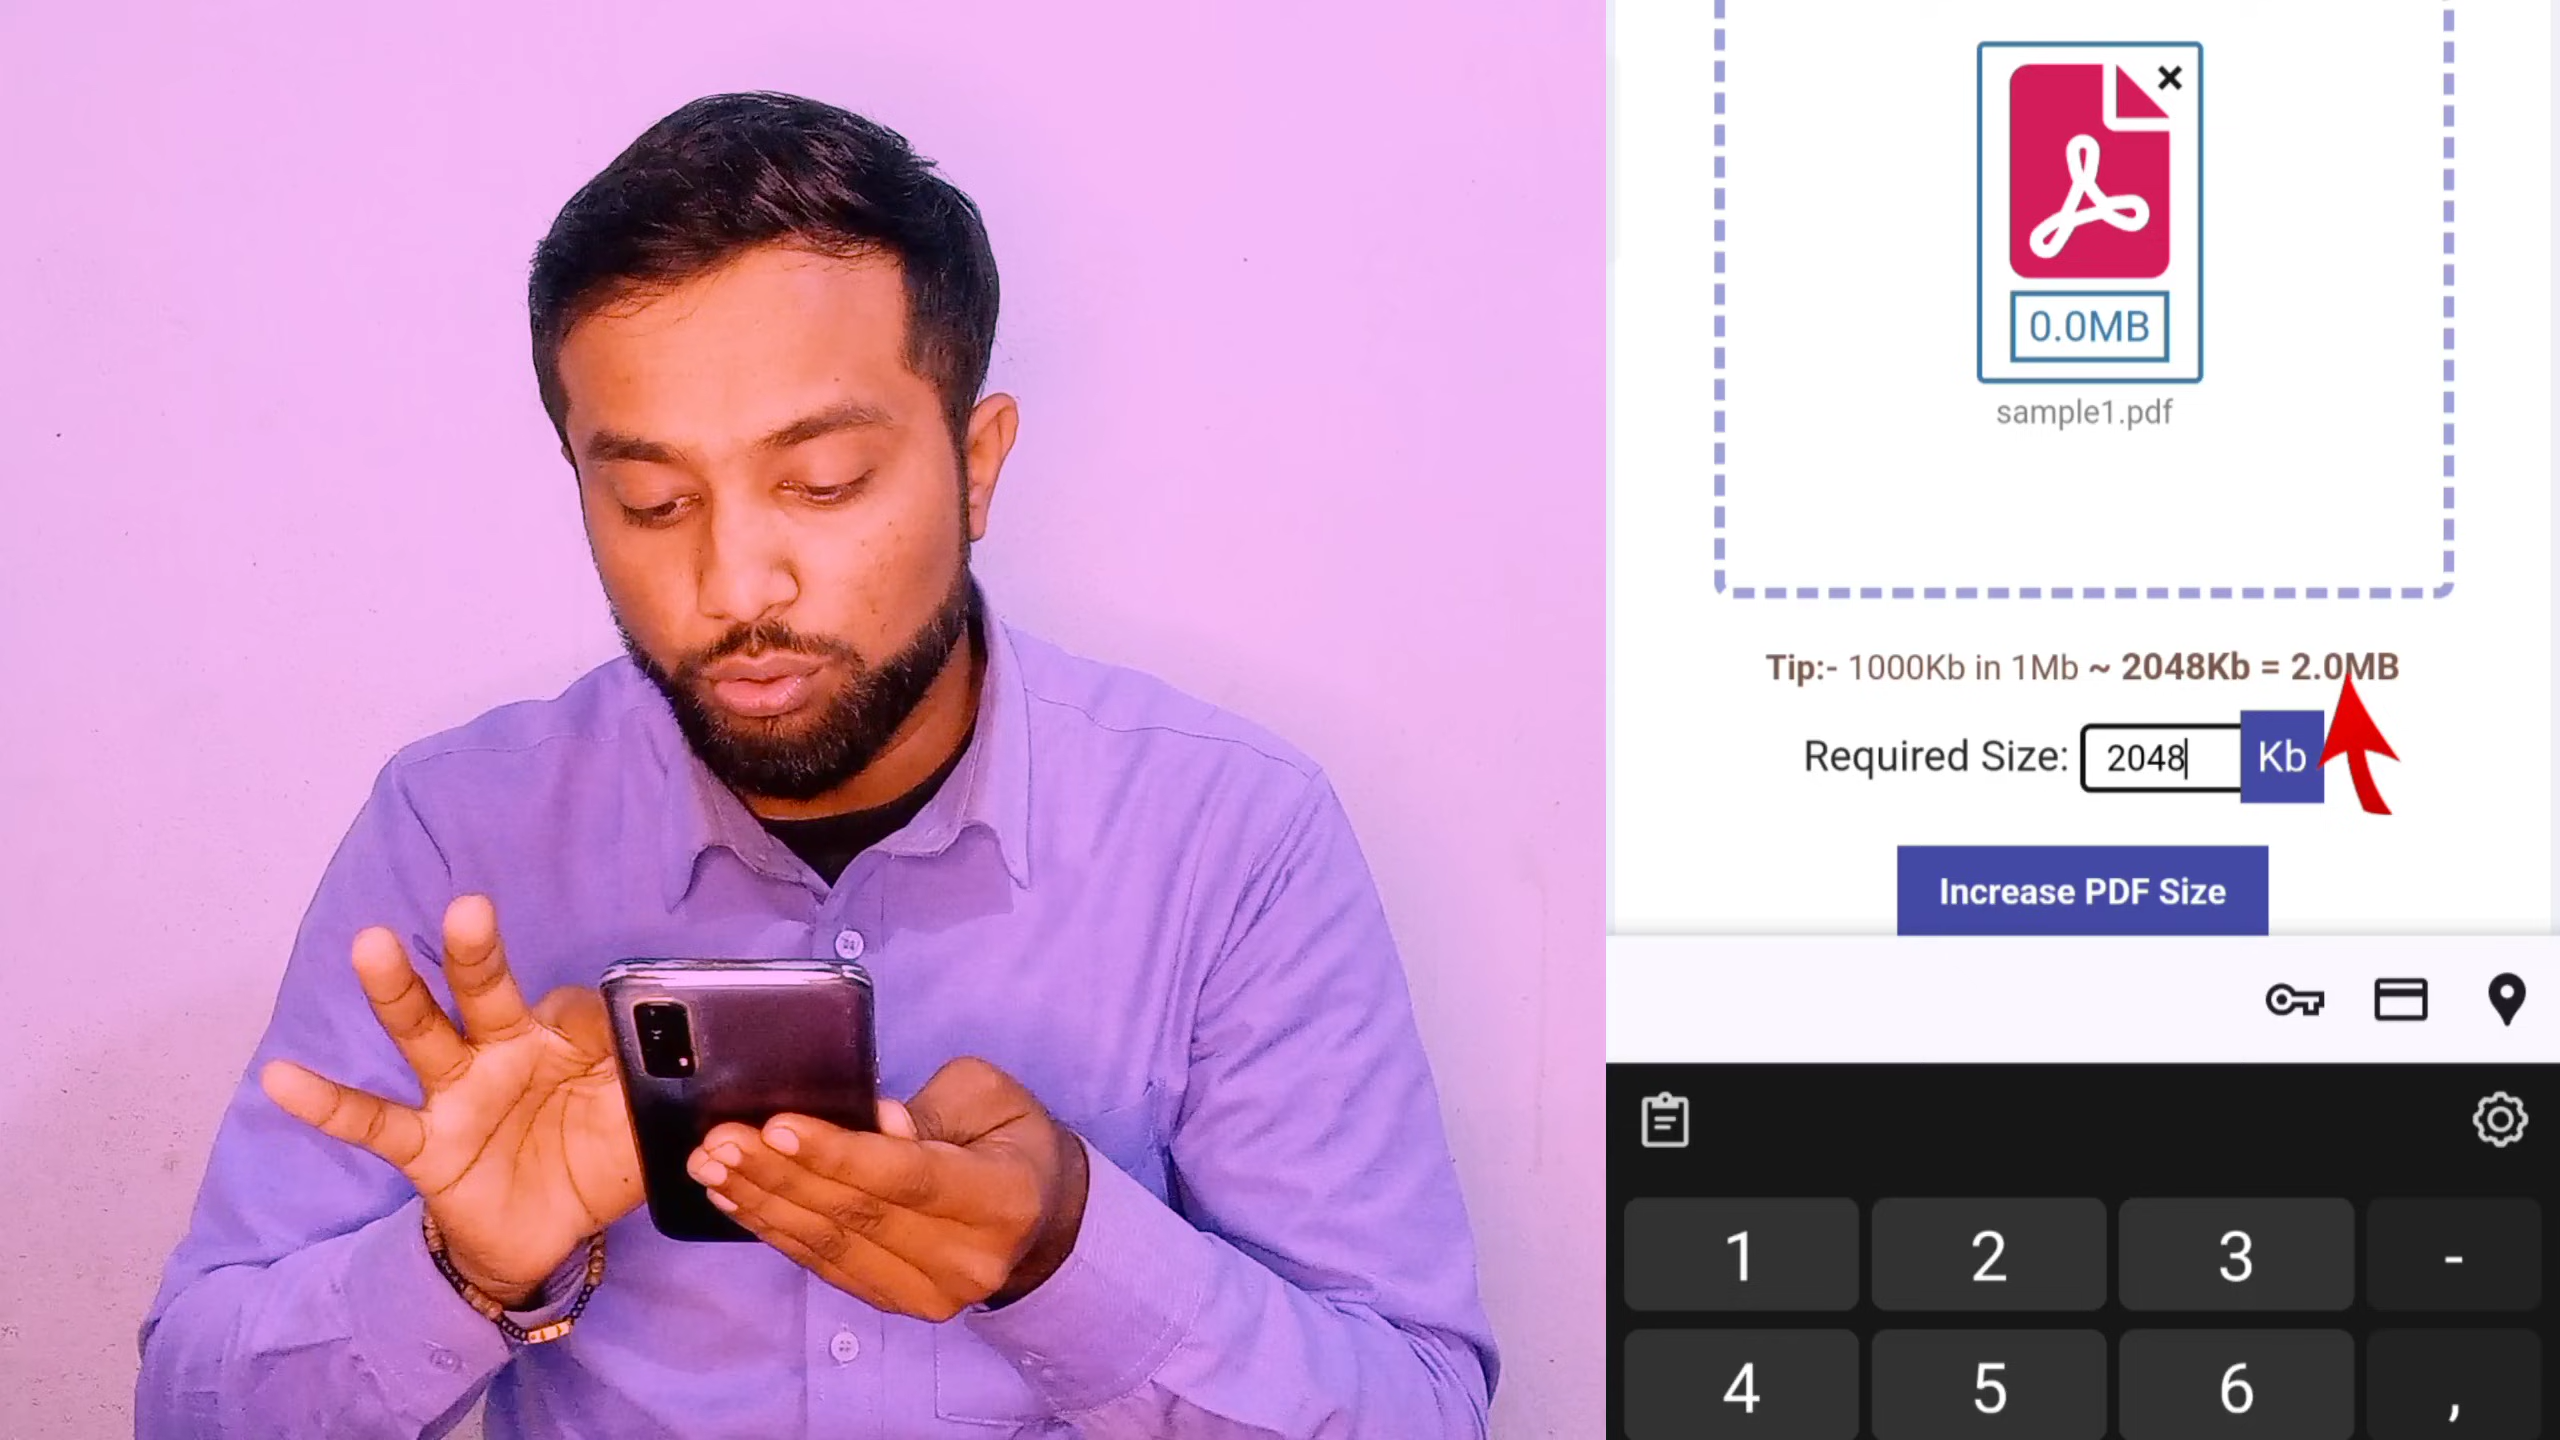 0.0MB
sample1.pdf
Tip:- 1000Kb in 1Mb ~ 2048Kb = 2.0MB
Required Size: 2048 Kb
Increase PDF Size
1 2 3 -
4 5 6 ,